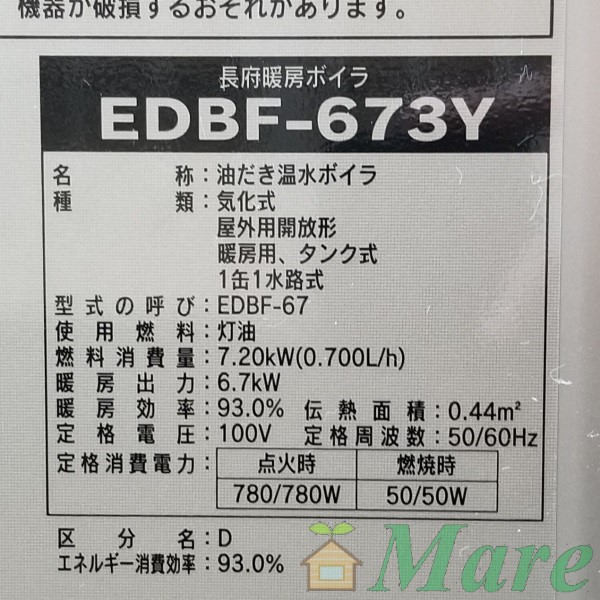 機器が破損するおそれがあります。
長府暖房ボイラ
EDBF-673Y
名称：油だき温水ボイラ
種類：気化式
屋外用開放形
暖房用、タンク式
1缶1水路式
型式の呼び：EDBF-67
使用燃料：灯油
燃料消費量：7.20kW(0.700L/h)
暖房出力：6.7kW
暖房効率：93.0% 伝熱面積：0.44m²
定格電圧：100V 定格周波数：50/60Hz
定格消費電力： 点火時 燃焼時
780/780W 50/50W
区分名：D
エネルギー消費効率：93.0%
Mare